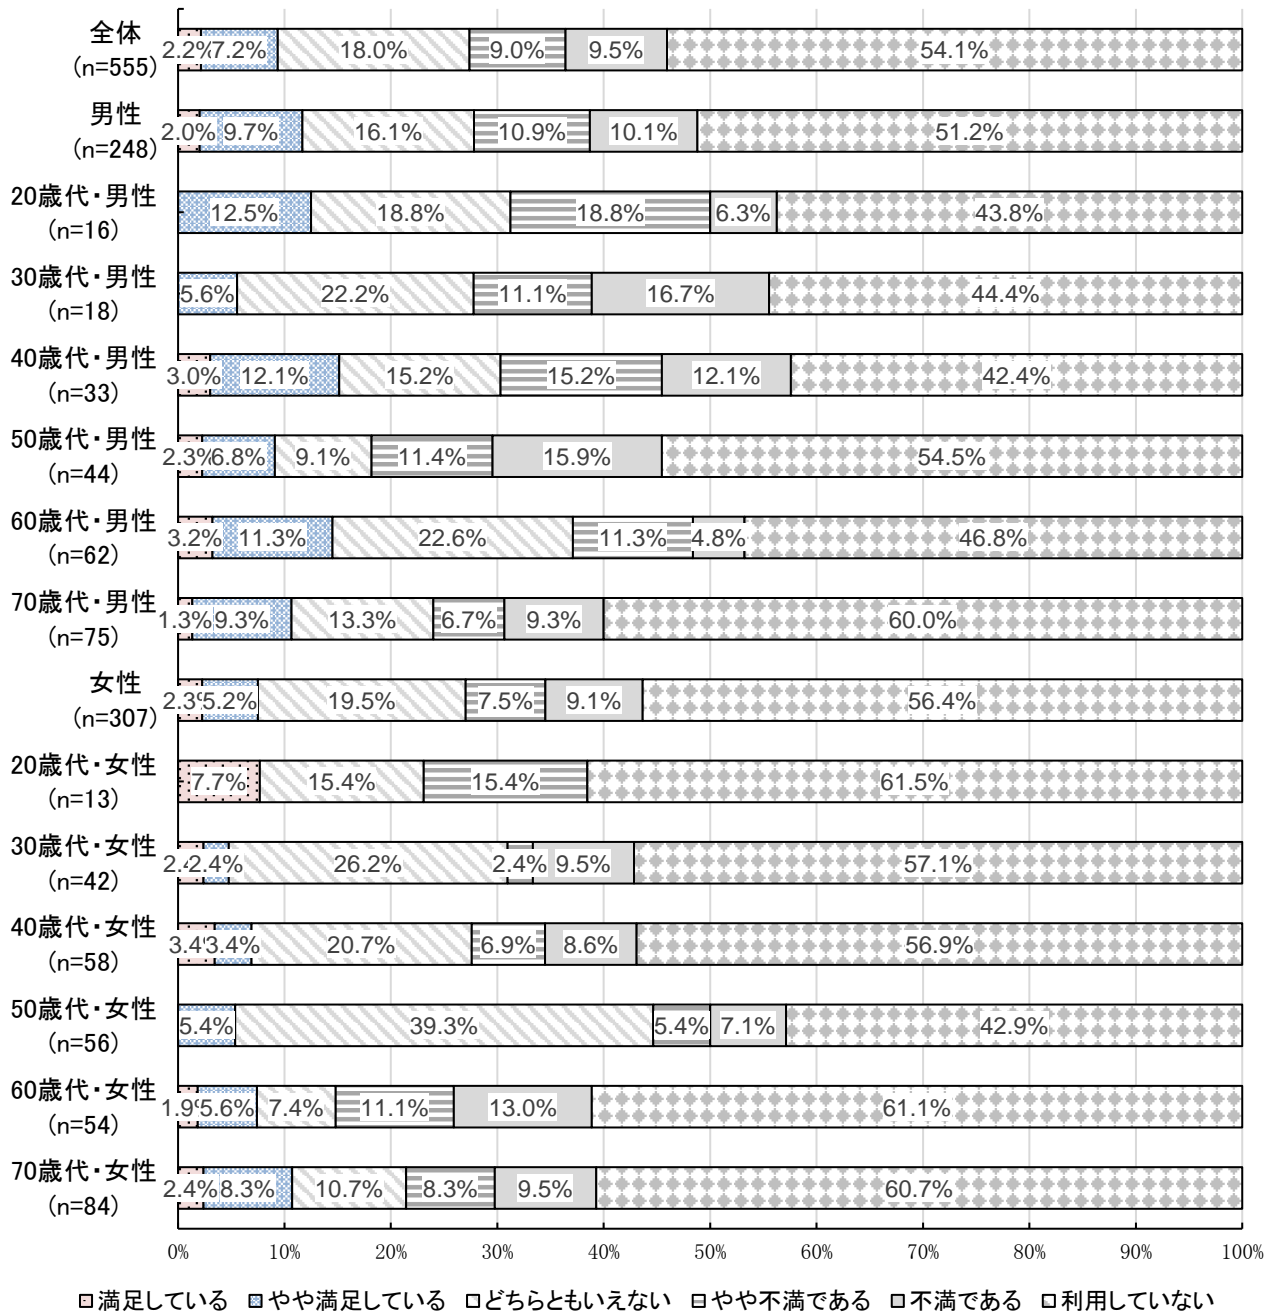 全体
(n=555)
2.2% 7.2% 18.0% 9.0% 9.5% 54.1%
男性
(n=248)
2.0% 9.7% 16.1% 10.9% 10.1% 51.2%
20歳代・男性
(n=16)
12.5% 18.8% 18.8% 6.3% 43.8%
30歳代・男性
(n=18)
5.6% 22.2% 11.1% 16.7% 44.4%
40歳代・男性
(n=33)
3.0% 12.1% 15.2% 15.2% 12.1% 42.4%
50歳代・男性
(n=44)
2.3% 6.8% 9.1% 11.4% 15.9% 54.5%
60歳代・男性
(n=62)
3.2% 11.3% 22.6% 11.3% 4.8% 46.8%
70歳代・男性
(n=75)
1.3% 9.3% 13.3% 6.7% 9.3% 60.0%
女性
(n=307)
2.3% 5.2% 19.5% 7.5% 9.1% 56.4%
20歳代・女性
(n=13)
7.7% 15.4% 15.4% 61.5%
30歳代・女性
(n=42)
2.4 2.4% 26.2% 2.4% 9.5% 57.1%
40歳代・女性
(n=58)
3.4% 3.4% 20.7% 6.9% 8.6% 56.9%
50歳代・女性
(n=56)
5.4% 39.3% 5.4% 7.1% 42.9%
60歳代・女性
(n=54)
1.9% 5.6% 7.4% 11.1% 13.0% 61.1%
70歳代・女性
(n=84)
2.4% 8.3% 10.7% 8.3% 9.5% 60.7%
0% 10% 20% 30% 40% 50% 60% 70% 80% 90% 100%
満足している やや満足している どちらともいえない やや不満である 不満である 利用していない